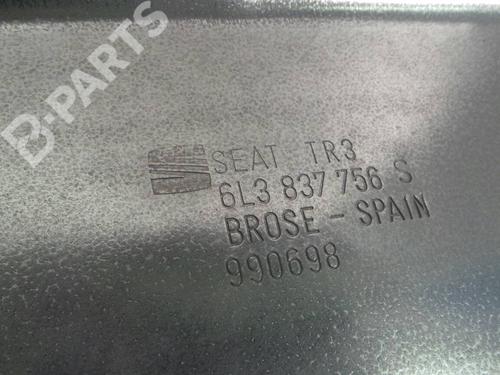 B-PARTS
SEAT TR3
6L3 837 756 S
BROSE - SPAIN
990698